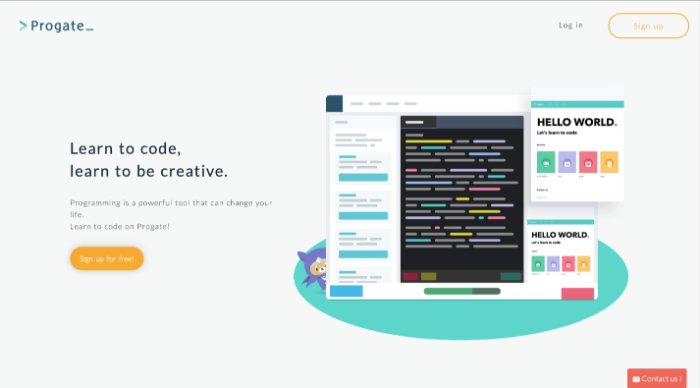 Progate_
Log in
Sign up
Learn to code,
learn to be creative.
Programming is a powerful tool that can change your
life.
Learn to code on Progate!
Sign up for free!
HELLO WORLD.
Let's learn to code
HELLO WORLD.
Let's learn to code
Contact us !